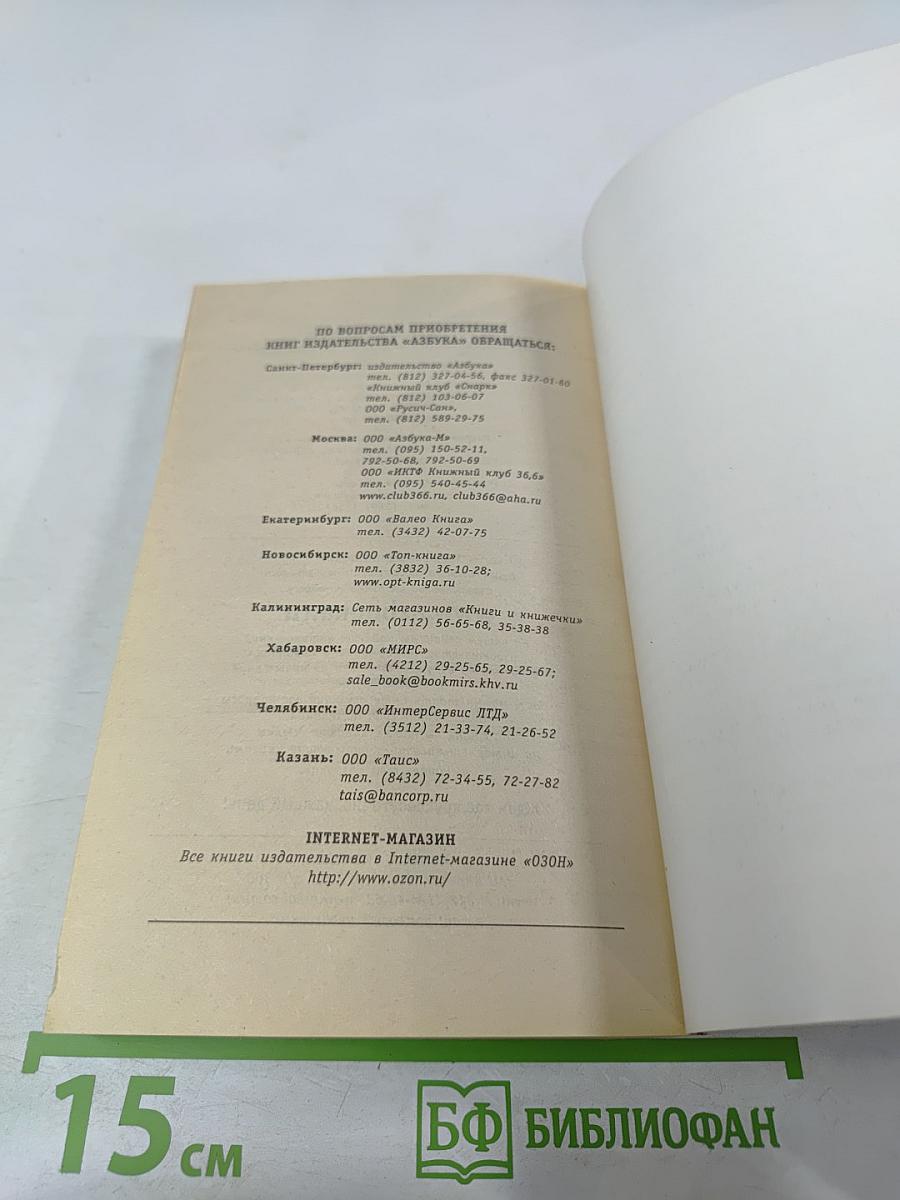 ПО ВОПРОСАМ ПРИОБРЕТЕНИЯ
КНИГ ИЗДАТЕЛЬСТВА «АЗБУКА» ОБРАЩАТЬСЯ:
Санкт-Петербург: издательство «Азбука»
тел. (812) 327-04-56, факс 327-01-60
«Книжный клуб «Снарк»
тел. (812) 103-06-07
ООО «Русич-Сан»,
тел. (812) 589-29-75
Москва: ООО «Азбука-М»
тел. (095) 150-52-11,
792-50-68, 792-50-69
ООО «ИКТФ Книжный клуб 36,6»
тел. (095) 540-45-44
www.club366.ru, club366@aha.ru
Екатеринбург: ООО «Валео Книга»
тел. (3432) 42-07-75
Новосибирск: ООО «Топ-книга»
тел. (3832) 36-10-28;
www.opt-kniga.ru
Калининград: Сеть магазинов «Книги и книжечки»
тел. (0112) 56-65-68, 35-38-38
Хабаровск: ООО «МИРС»
тел. (4212) 29-25-65, 29-25-67;
sale_book@bookmirs.khv.ru
Челябинск: ООО «ИнтерСервис ЛТД»
тел. (3512) 21-33-74, 21-26-52
Казань: ООО «Таис»
тел. (8432) 72-34-55, 72-27-82
tais@bancorp.ru
INTERNET-МАГАЗИН
Все книги издательства в Internet-магазине «ОЗОН»
http://www.ozon.ru/
15 см
БФ БИБЛИОФАН